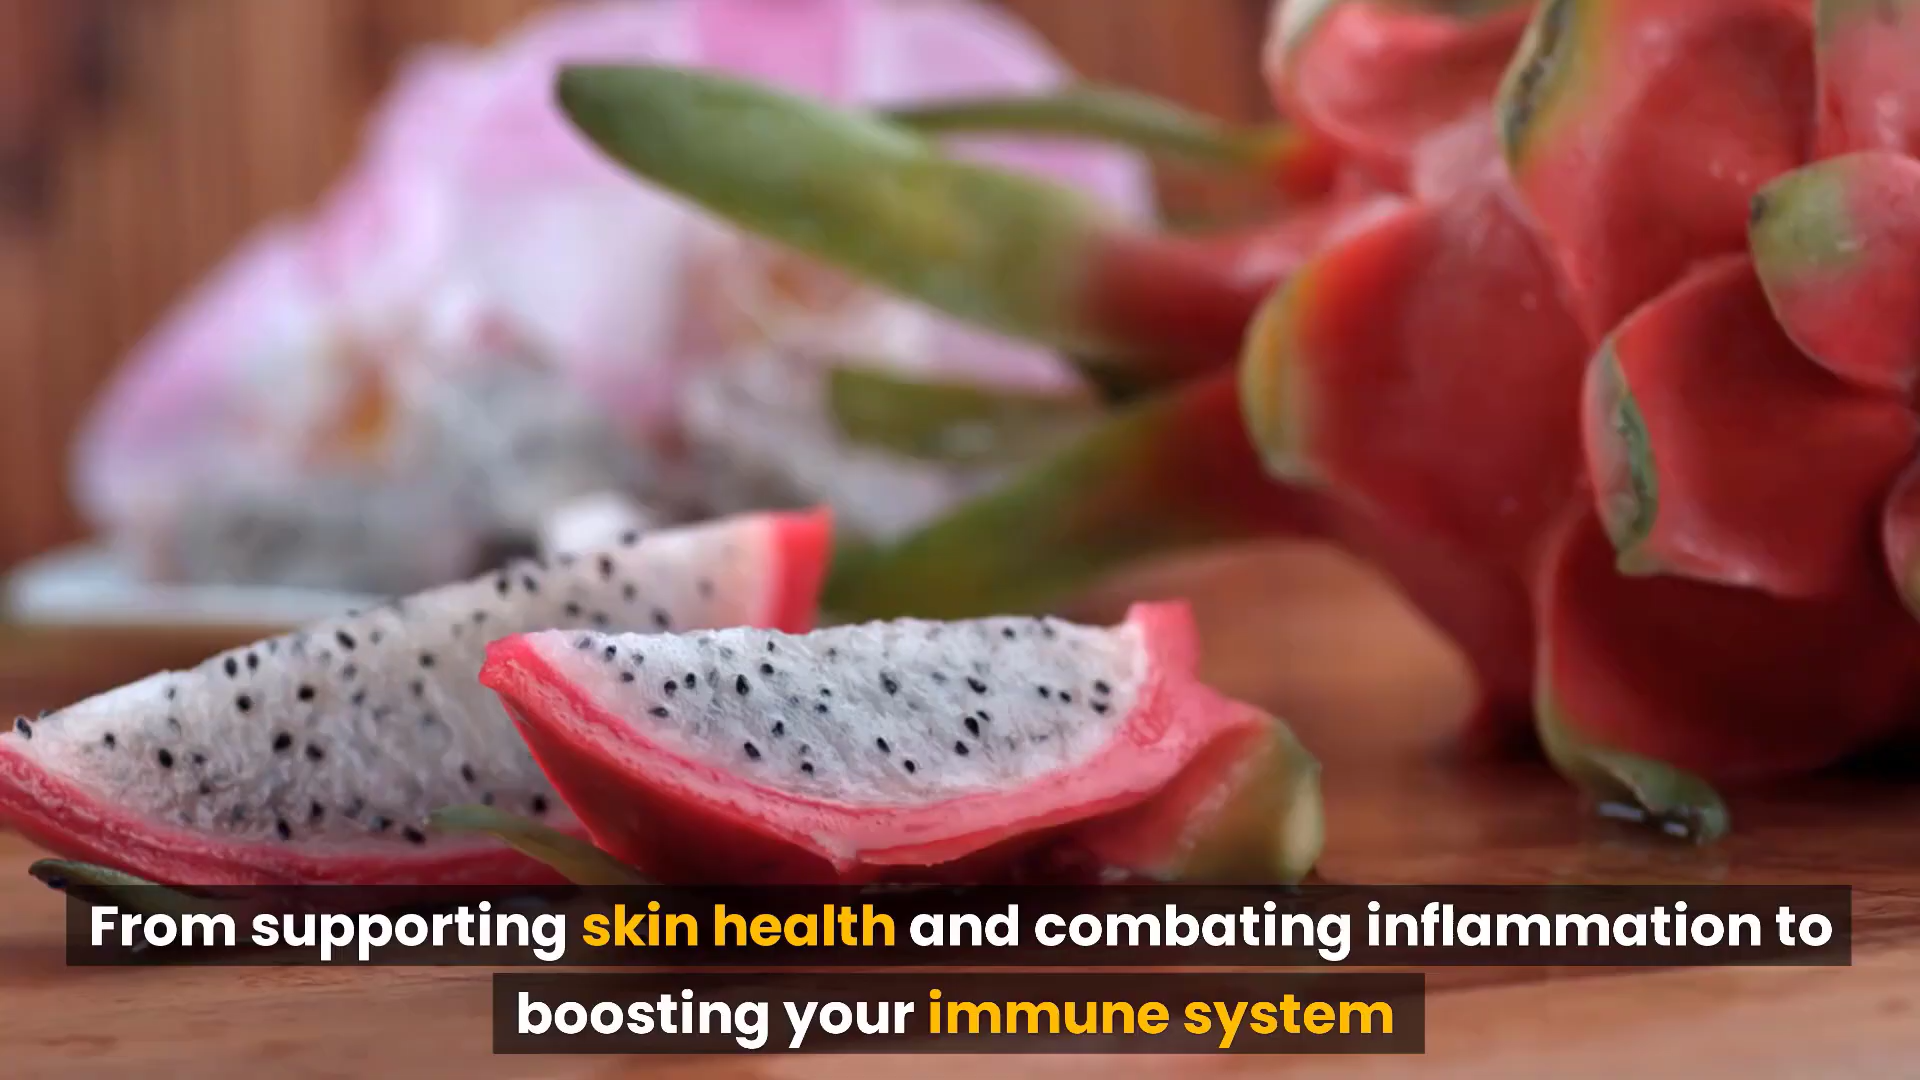 From supporting skin health and combating inflammation to
boosting your immune system